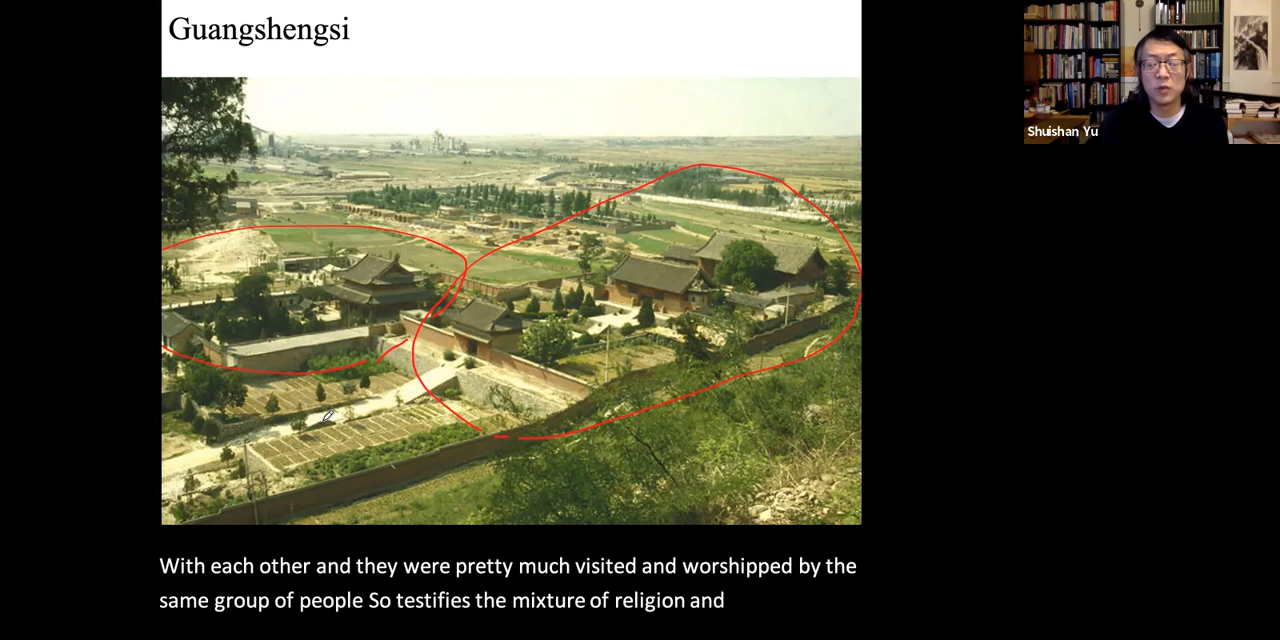 Guangshengsi
Shuishan Yu
With each other and they were pretty much visited and worshipped by the
same group of people So testifies the mixture of religion and